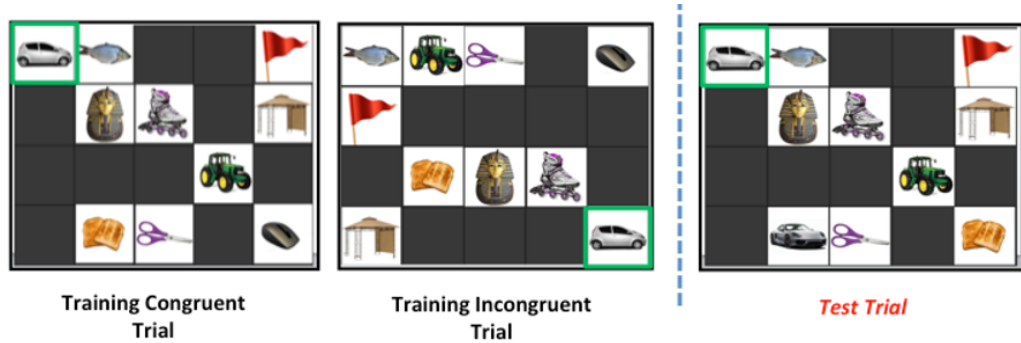 Training Congruent
Trial
Training Incongruent
Trial
Test Trial